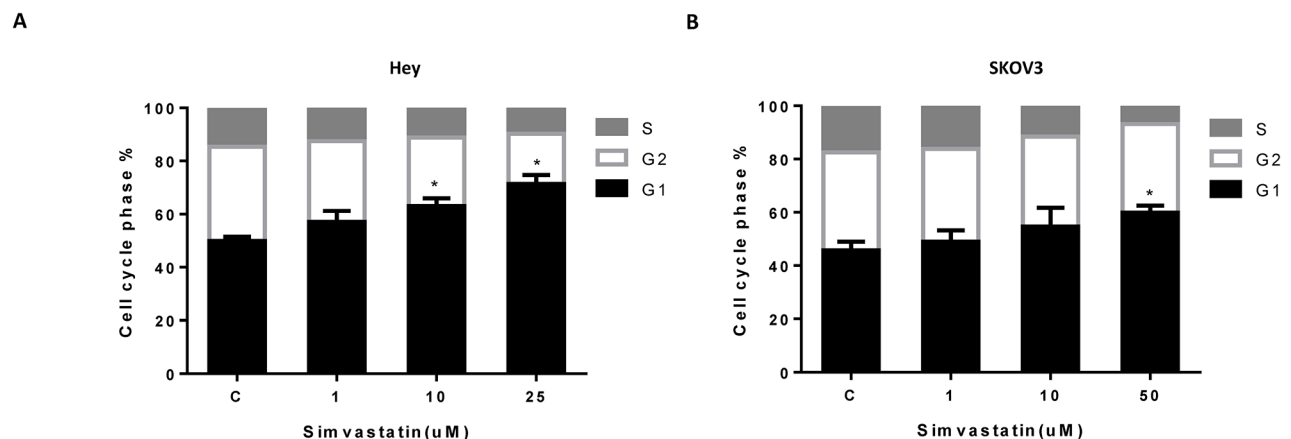 A
Hey
Cell cycle phase %
100
80
60
40
20
0
*
*
C 1 10 25
Simvastatin(uM)
S
G2
G1
B
SKOV3
Cell cycle phase %
100
80
60
40
20
0
*
C 1 10 50
Simvastatin(uM)
S
G2
G1